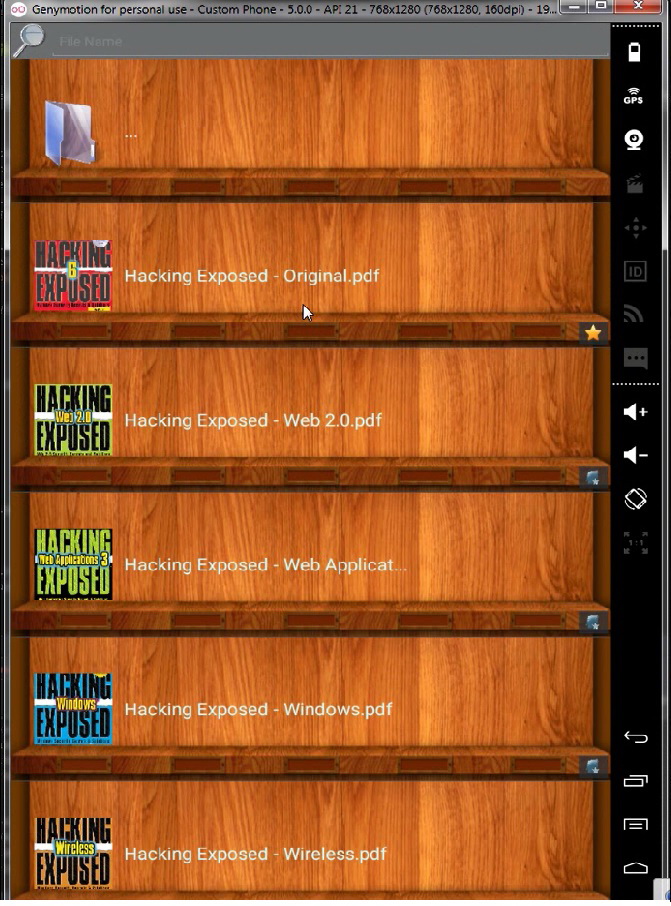 Genymotion for personal use - Custom Phone - 5.0.0 - API 21 - 768x1280 (768x1280, 160dpi) - 19...
File Name
GPS
...
HACKING
6
EXPOSED
Hacking Exposed - Original.pdf
ID
HACKING
Web 2.0
EXPOSED
Hacking Exposed - Web 2.0.pdf
HACKING
Web Applications 3
EXPOSED
Hacking Exposed - Web Applicat...
1:1
HACKING
Windows
EXPOSED
Hacking Exposed - Windows.pdf
HACKING
Wireless
EXPOSED
Hacking Exposed - Wireless.pdf